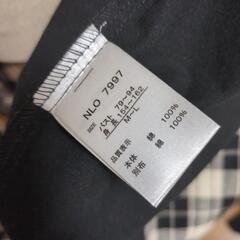 NLO 7997
SIZE
バスト 79~94
身長 154~162
M~L
品質表示
本体 綿 100%
別布 綿 100%